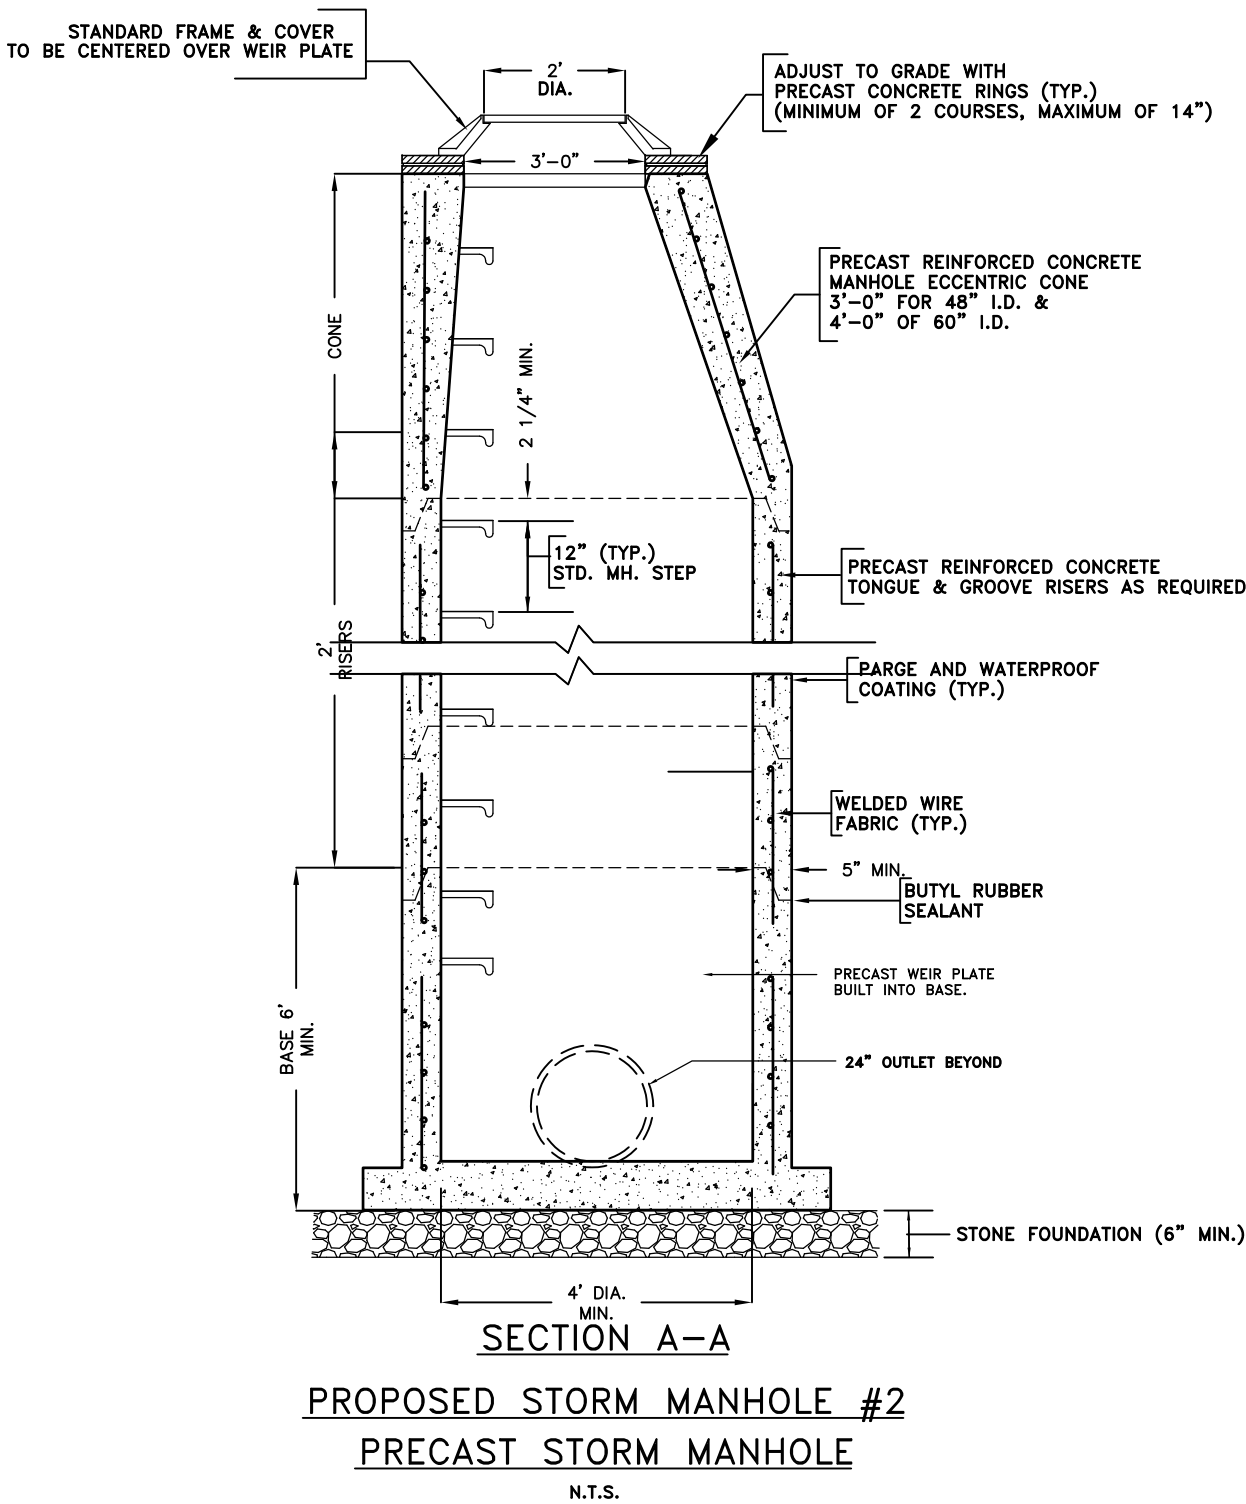 STANDARD FRAME & COVER
TO BE CENTERED OVER WEIR PLATE
2'
DIA.
ADJUST TO GRADE WITH
PRECAST CONCRETE RINGS (TYP.)
(MINIMUM OF 2 COURSES, MAXIMUM OF 14")
3'-0"
PRECAST REINFORCED CONCRETE
MANHOLE ECCENTRIC CONE
3'-0" FOR 48" I.D. &
4'-0" OF 60" I.D.
CONE
2 1/4" MIN.
12" (TYP.)
STD. MH. STEP
PRECAST REINFORCED CONCRETE
TONGUE & GROOVE RISERS AS REQUIRED
2'
RISERS
PARGE AND WATERPROOF
COATING (TYP.)
WELDED WIRE
FABRIC (TYP.)
5" MIN.
BUTYL RUBBER
SEALANT
PRECAST WEIR PLATE
BUILT INTO BASE.
BASE 6'
MIN.
24" OUTLET BEYOND
STONE FOUNDATION (6" MIN.)
4' DIA.
MIN.
SECTION A-A
PROPOSED STORM MANHOLE #2
PRECAST STORM MANHOLE
N.T.S.